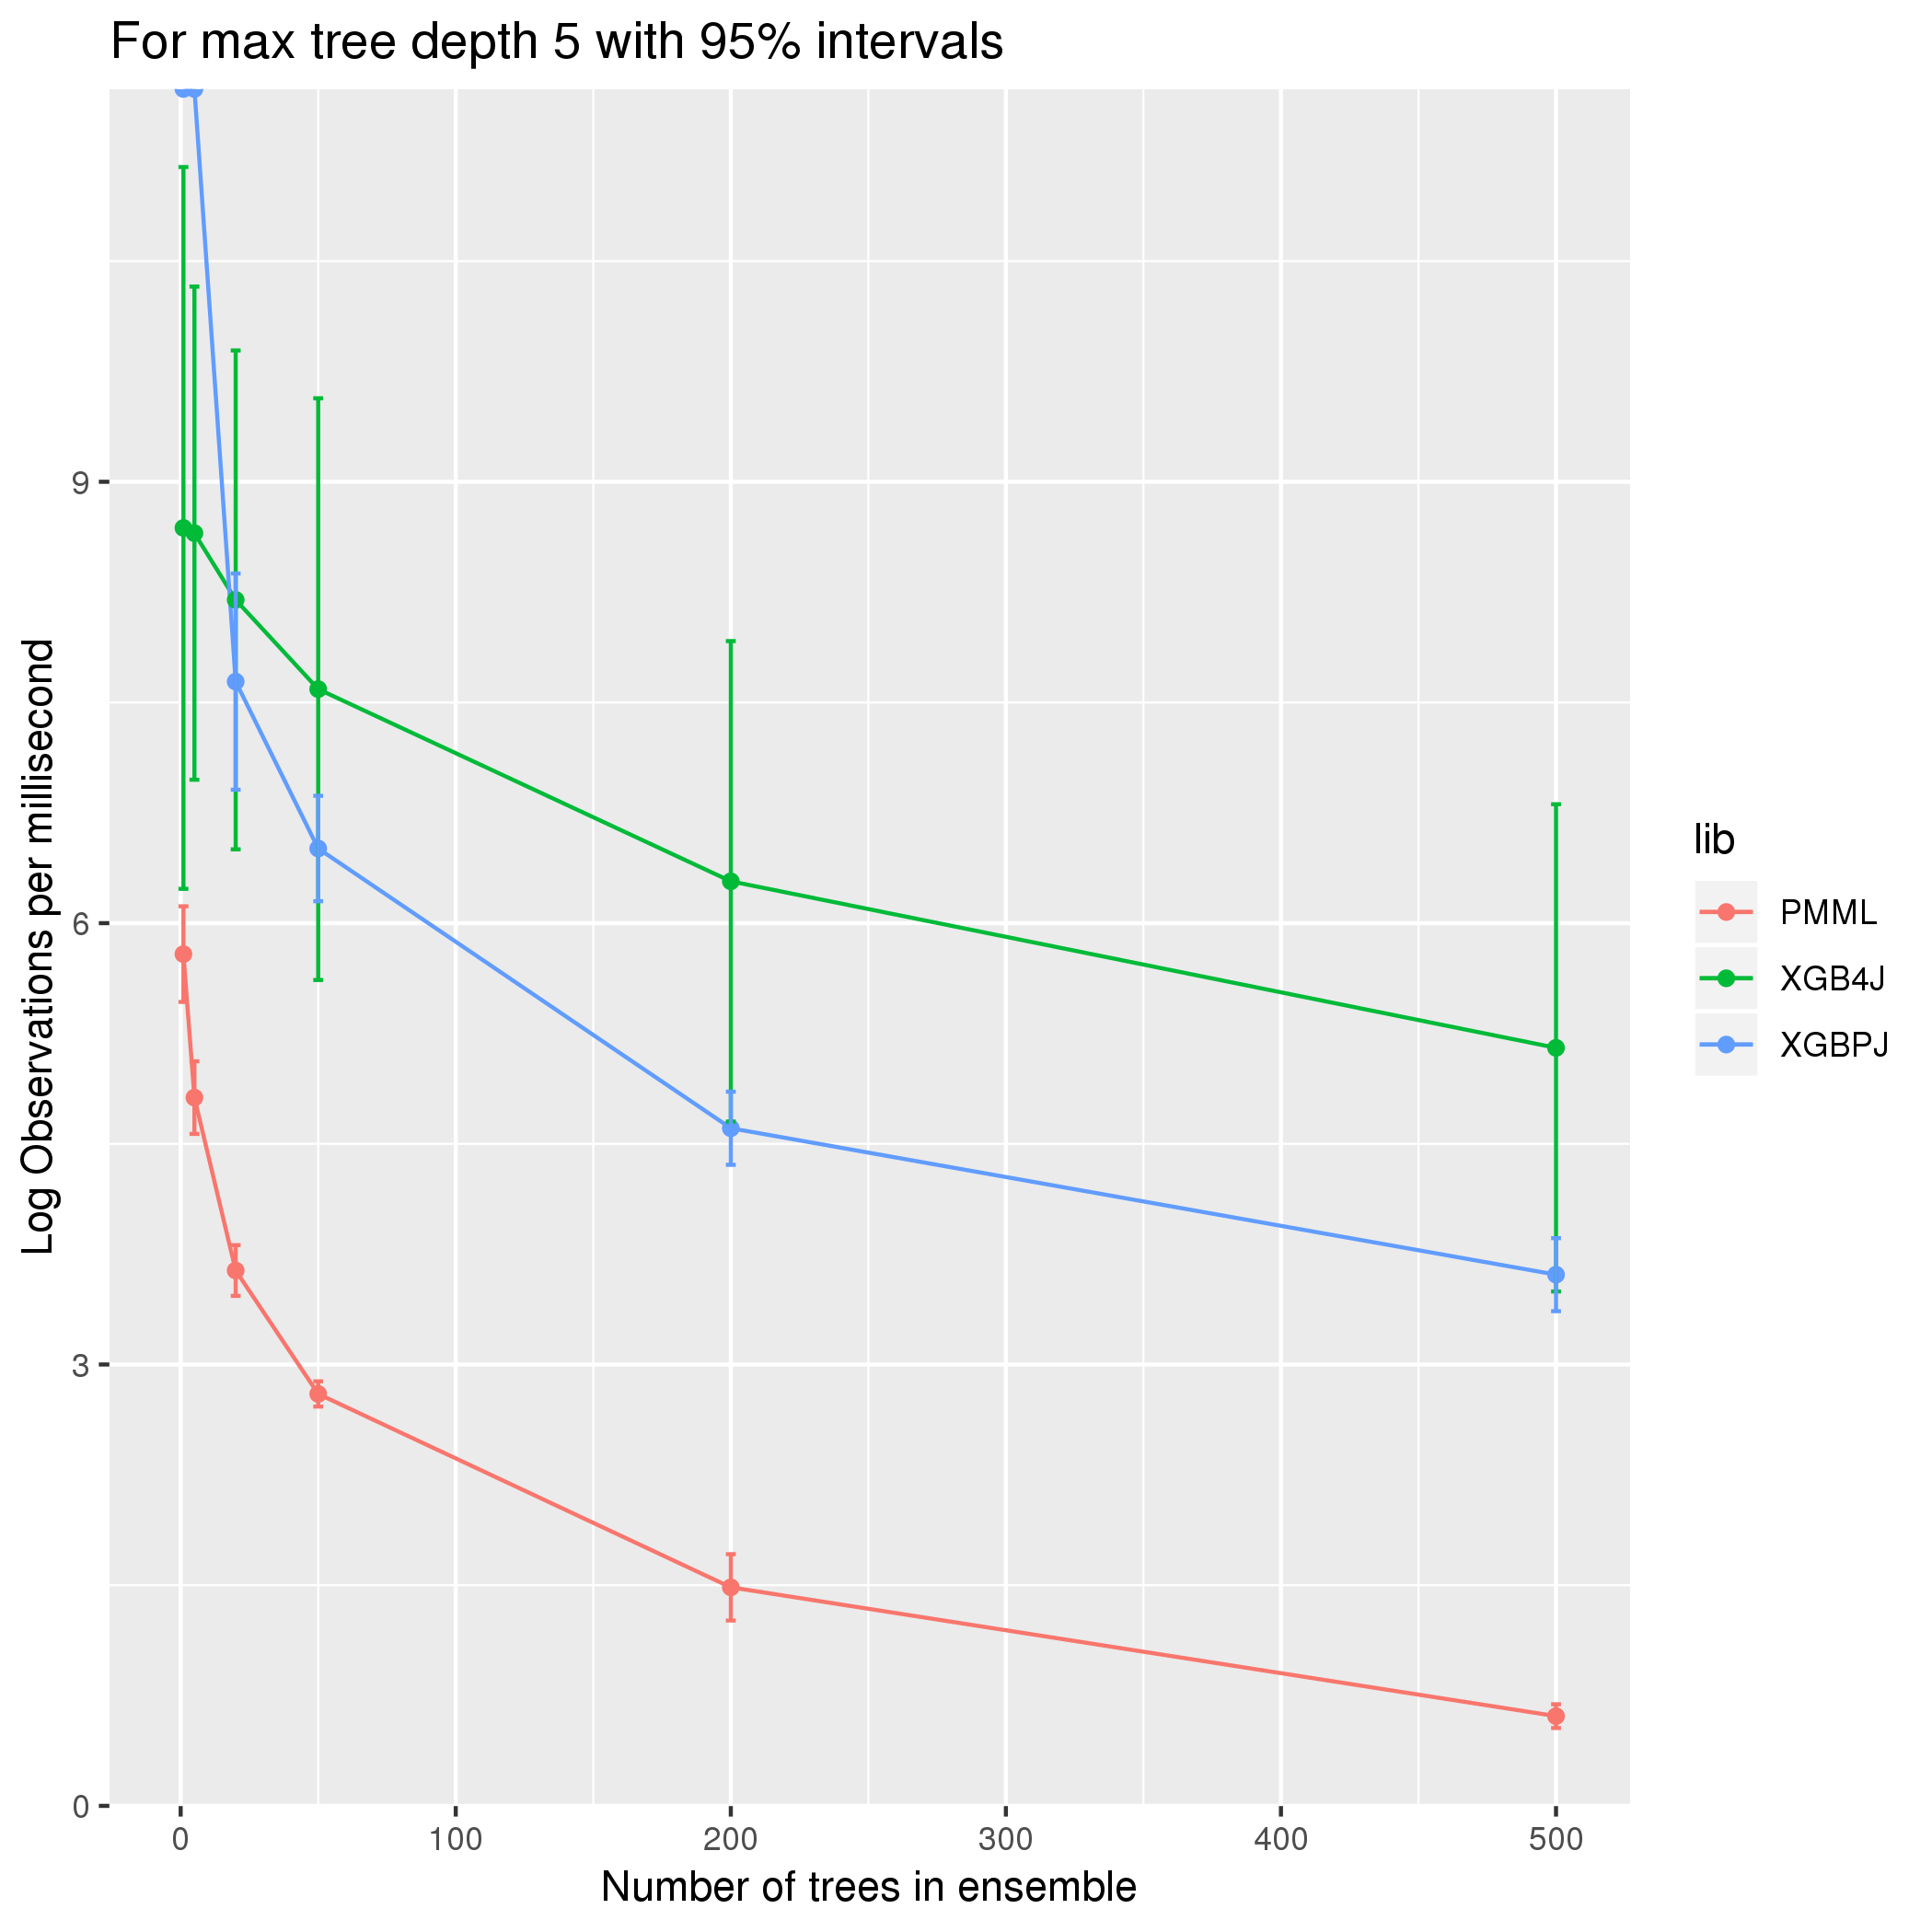 For max tree depth 5 with 95% intervals
Log Observations per millisecond
9
6
3
0
0 100 200 300 400 500
Number of trees in ensemble
lib
PMML
XGB4J
XGBPJ